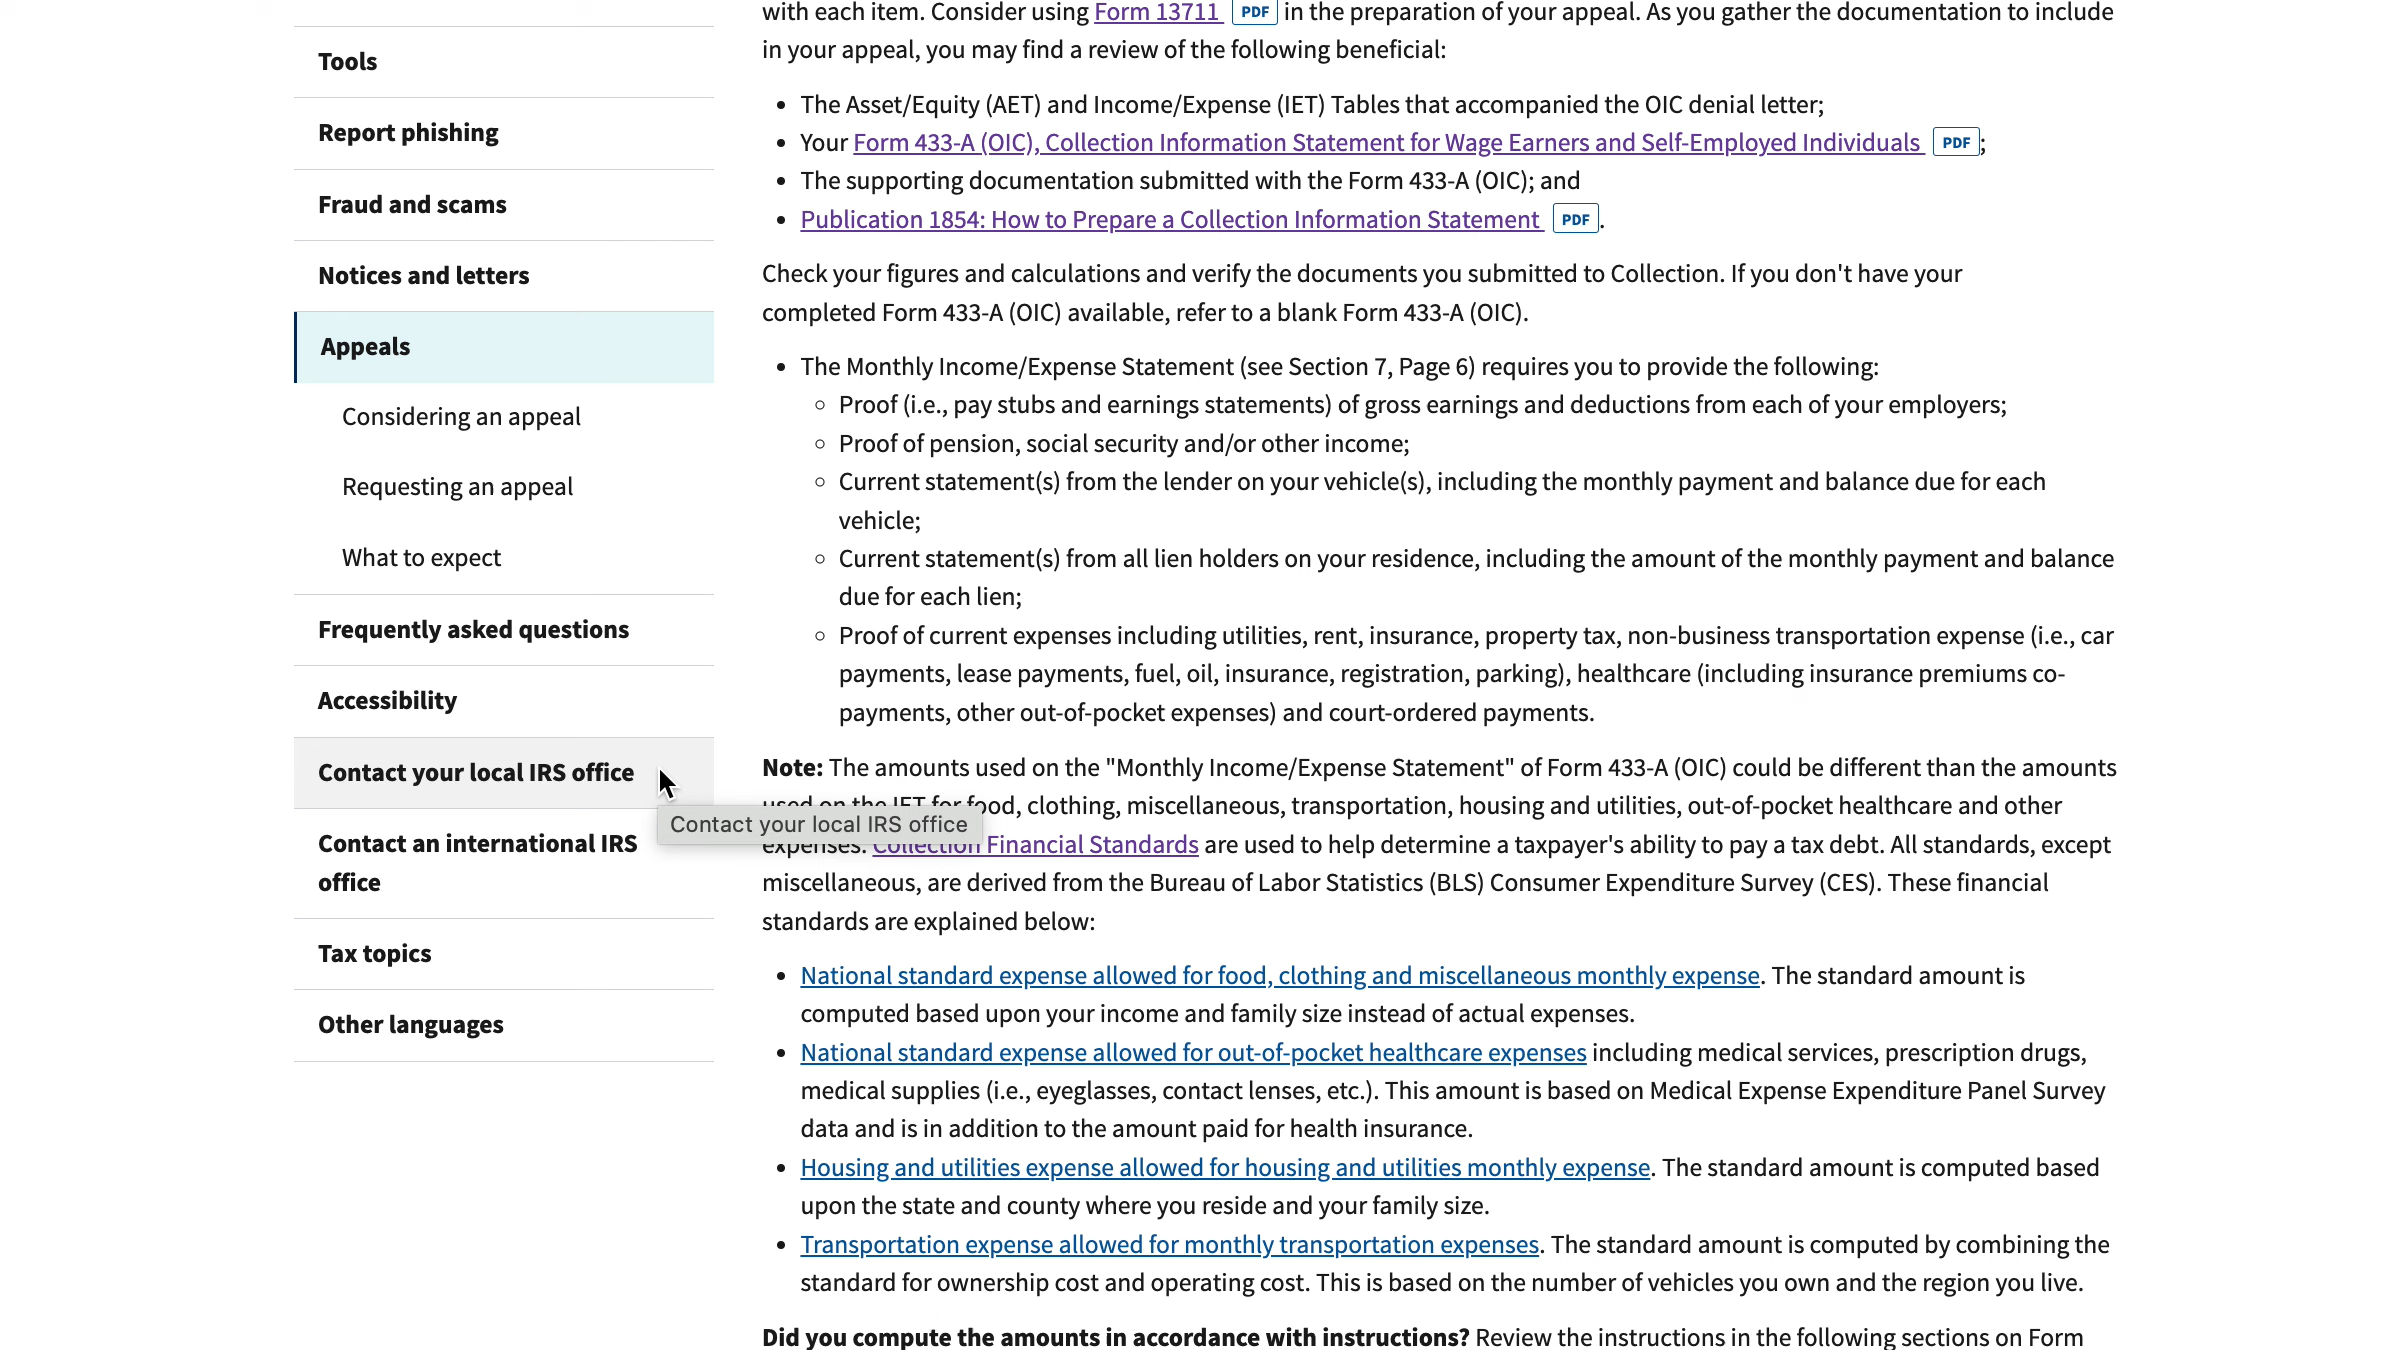 Tools
Report phishing
Fraud and scams
Notices and letters
Appeals
Considering an appeal
Requesting an appeal
What to expect
Frequently asked questions
Accessibility
Contact your local IRS office
Contact an international IRS
office
Tax topics
Other languages
with each item. Consider using Form 13711 PDF in the preparation of your appeal. As you gather the documentation to include
in your appeal, you may find a review of the following beneficial:
• The Asset/Equity (AET) and Income/Expense (IET) Tables that accompanied the OIC denial letter;
• Your Form 433-A (OIC), Collection Information Statement for Wage Earners and Self-Employed Individuals PDF ;
• The supporting documentation submitted with the Form 433-A (OIC); and
• Publication 1854: How to Prepare a Collection Information Statement PDF .
Check your figures and calculations and verify the documents you submitted to Collection. If you don't have your
completed Form 433-A (OIC) available, refer to a blank Form 433-A (OIC).
• The Monthly Income/Expense Statement (see Section 7, Page 6) requires you to provide the following:
◦ Proof (i.e., pay stubs and earnings statements) of gross earnings and deductions from each of your employers;
◦ Proof of pension, social security and/or other income;
◦ Current statement(s) from the lender on your vehicle(s), including the monthly payment and balance due for each
vehicle;
◦ Current statement(s) from all lien holders on your residence, including the amount of the monthly payment and balance
due for each lien;
◦ Proof of current expenses including utilities, rent, insurance, property tax, non-business transportation expense (i.e., car
payments, lease payments, fuel, oil, insurance, registration, parking), healthcare (including insurance premiums co-
payments, other out-of-pocket expenses) and court-ordered payments.
Note: The amounts used on the "Monthly Income/Expense Statement" of Form 433-A (OIC) could be different than the amounts
used on the IET for food, clothing, miscellaneous, transportation, housing and utilities, out-of-pocket healthcare and other
Contact your local IRS office
expenses. Collection Financial Standards are used to help determine a taxpayer's ability to pay a tax debt. All standards, except
miscellaneous, are derived from the Bureau of Labor Statistics (BLS) Consumer Expenditure Survey (CES). These financial
standards are explained below:
• National standard expense allowed for food, clothing and miscellaneous monthly expense. The standard amount is
computed based upon your income and family size instead of actual expenses.
• National standard expense allowed for out-of-pocket healthcare expenses including medical services, prescription drugs,
medical supplies (i.e., eyeglasses, contact lenses, etc.). This amount is based on Medical Expense Expenditure Panel Survey
data and is in addition to the amount paid for health insurance.
• Housing and utilities expense allowed for housing and utilities monthly expense. The standard amount is computed based
upon the state and county where you reside and your family size.
• Transportation expense allowed for monthly transportation expenses. The standard amount is computed by combining the
standard for ownership cost and operating cost. This is based on the number of vehicles you own and the region you live.
Did you compute the amounts in accordance with instructions? Review the instructions in the following sections on Form